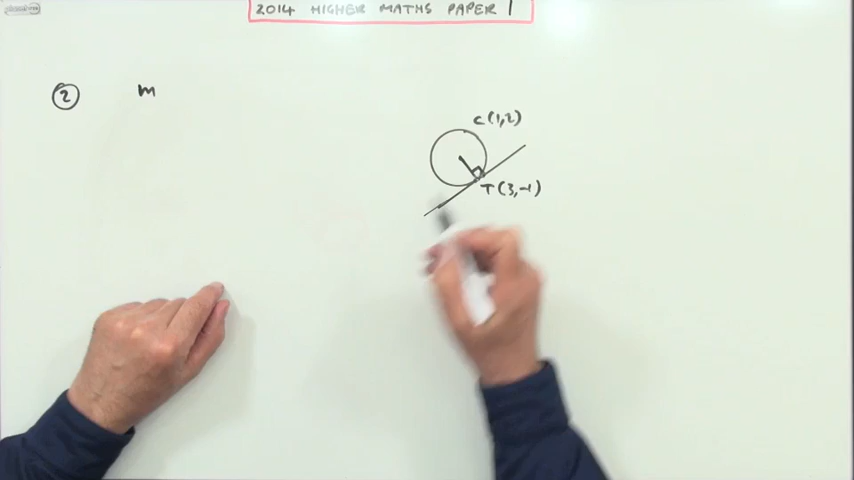 2014 HIGHER MATHS PAPER 1
② m
C(1,2)
T(3,-1)